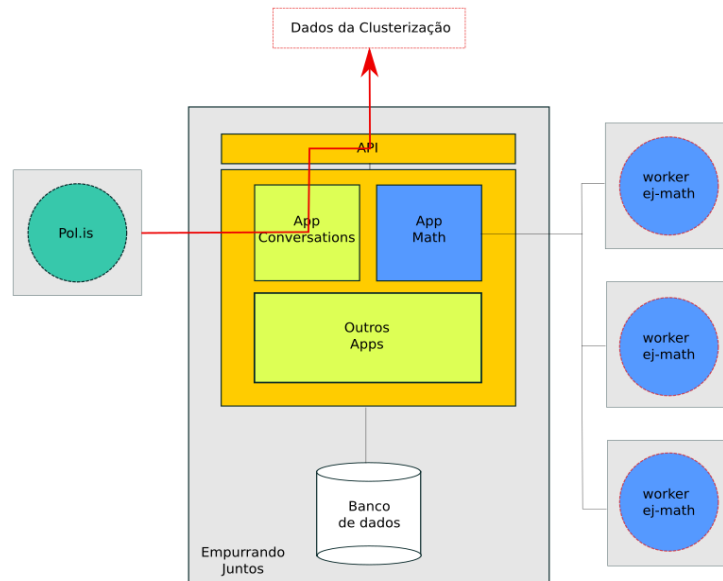 Dados da Clusterização
API
Pol.is
App
Conversations
App
Math
Outros
Apps
Banco
de dados
Empurrando
Juntos
worker
ej-math
worker
ej-math
worker
ej-math